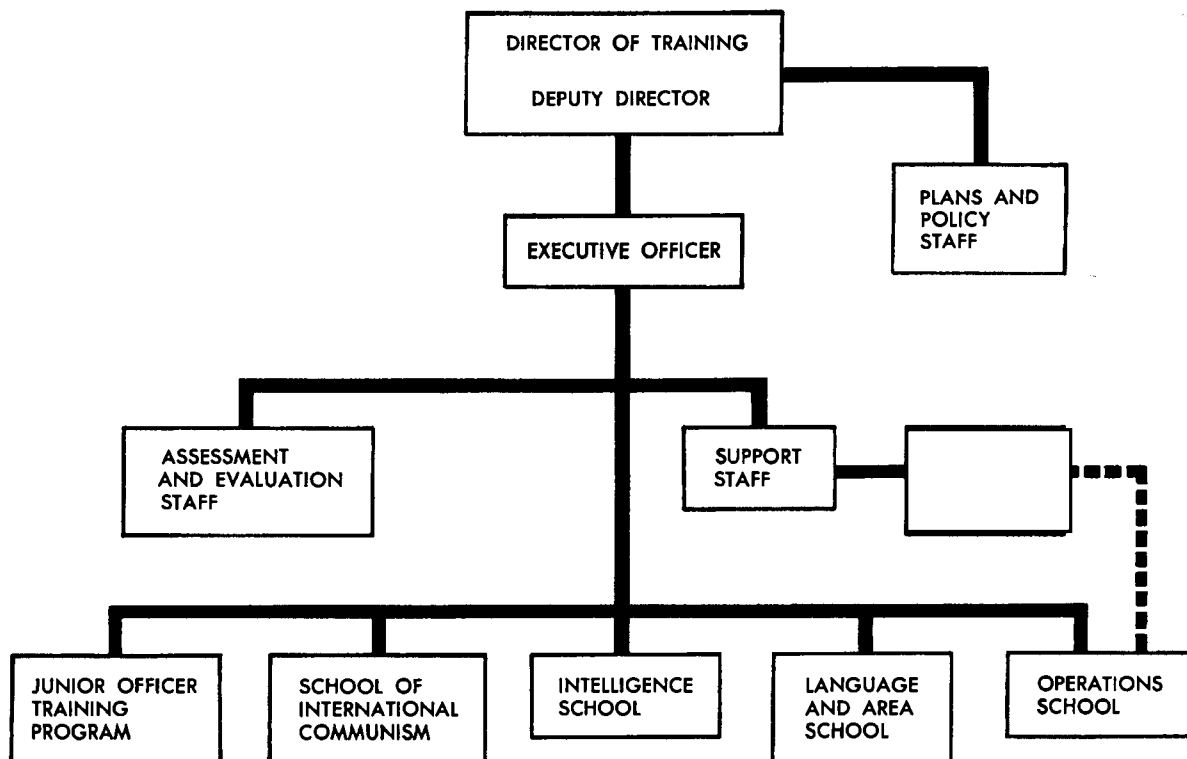 DIRECTOR OF TRAINING
DEPUTY DIRECTOR
PLANS AND
POLICY
STAFF
EXECUTIVE OFFICER
ASSESSMENT
AND EVALUATION
STAFF
SUPPORT
STAFF
JUNIOR OFFICER
TRAINING
PROGRAM
SCHOOL OF
INTERNATIONAL
COMMUNISM
INTELLIGENCE
SCHOOL
LANGUAGE
AND AREA
SCHOOL
OPERATIONS
SCHOOL